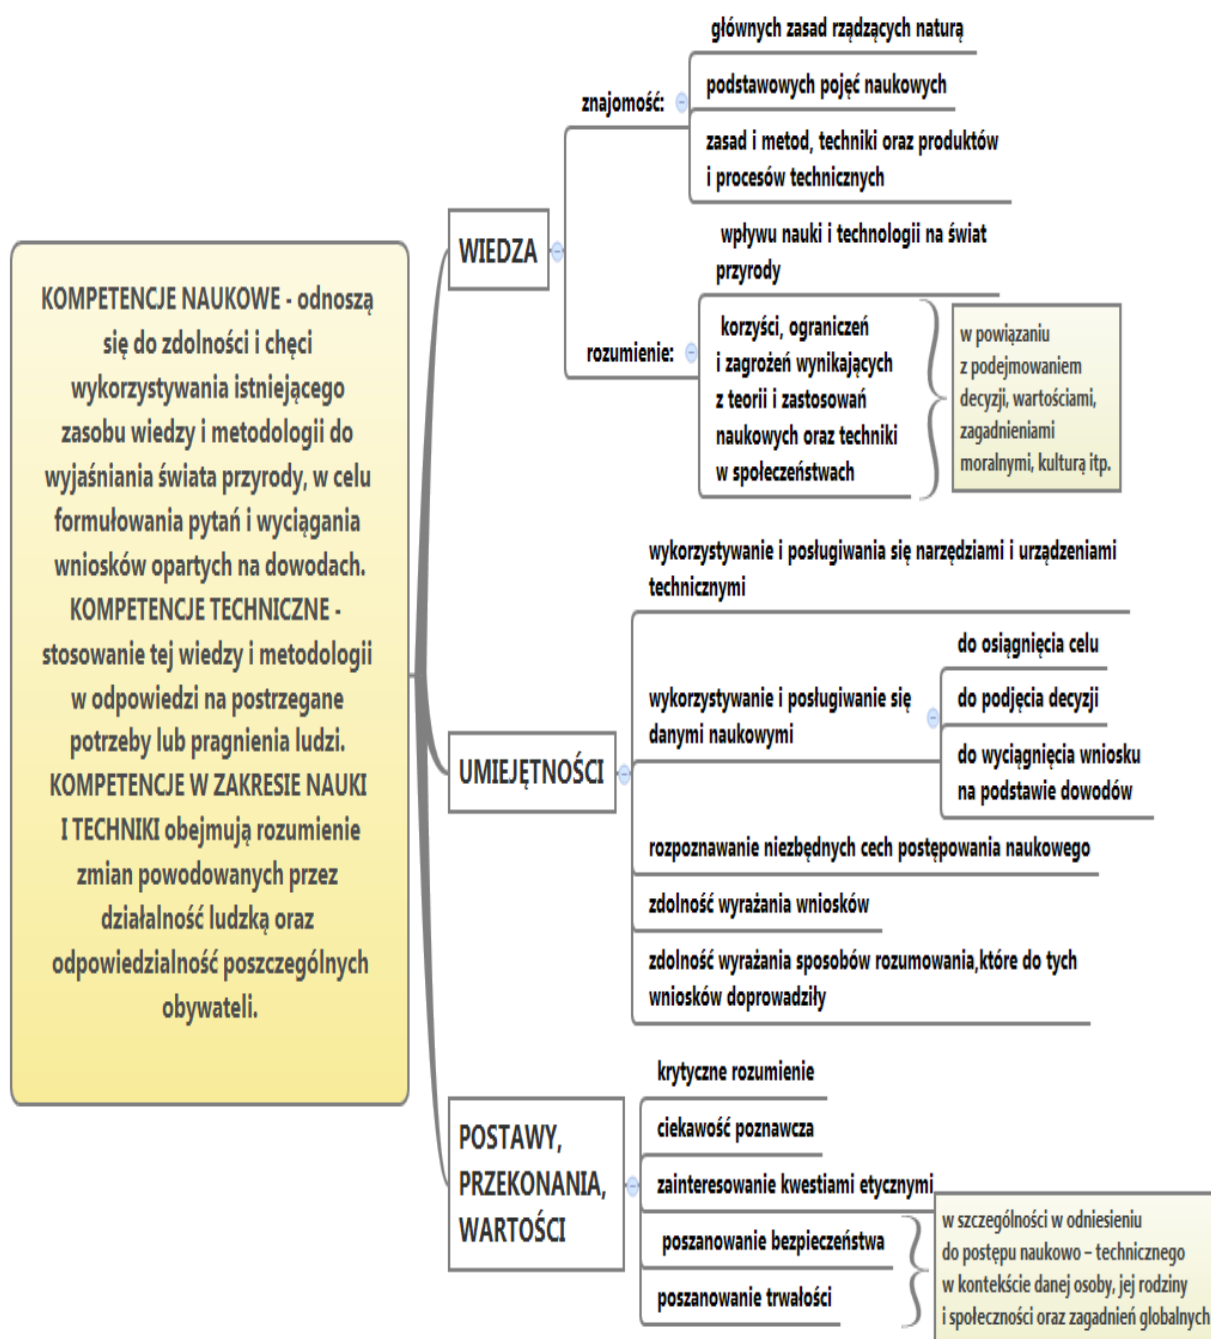 KOMPETENCJE NAUKOWE - odnoszą
się do zdolności i chęci
wykorzystywania istniejącego
zasobu wiedzy i metodologii do
wyjaśniania świata przyrody, w celu
formułowania pytań i wyciągania
wniosków opartych na dowodach.
KOMPETENCJE TECHNICZNE -
stosowanie tej wiedzy i metodologii
w odpowiedzi na postrzegane
potrzeby lub pragnienia ludzi.
KOMPETENCJE W ZAKRESIE NAUKI
I TECHNIKI obejmują rozumienie
zmian powodowanych przez
działalność ludzką oraz
odpowiedzialność poszczególnych
obywateli.
WIEDZA
znajomość:
głównych zasad rządzących naturą
podstawowych pojęć naukowych
zasad i metod, techniki oraz produktów
i procesów technicznych
rozumienie:
wpływu nauki i technologii na świat
przyrody
korzyści, ograniczeń
i zagrożeń wynikających
z teorii i zastosowań
naukowych oraz techniki
w społeczeństwach
w powiązaniu
z podejmowaniem
decyzji, wartościami,
zagadnieniami
moralnymi, kulturą itp.
UMIEJĘTNOŚCI
wykorzystywanie i posługiwania się narzędziami i urządzeniami
technicznymi
wykorzystywanie i posługiwanie się
danymi naukowymi
do osiągnięcia celu
do podjęcia decyzji
do wyciągnięcia wniosku
na podstawie dowodów
rozpoznawanie niezbędnych cech postępowania naukowego
zdolność wyrażania wniosków
zdolność wyrażania sposobów rozumowania,które do tych
wniosków doprowadziły
POSTAWY,
PRZEKONANIA,
WARTOŚCI
krytyczne rozumienie
ciekawość poznawcza
zainteresowanie kwestiami etycznymi
poszanowanie bezpieczeństwa
poszanowanie trwałości
w szczególności w odniesieniu
do postępu naukowo – technicznego
w kontekście danej osoby, jej rodziny
i społeczności oraz zagadnień globalnych